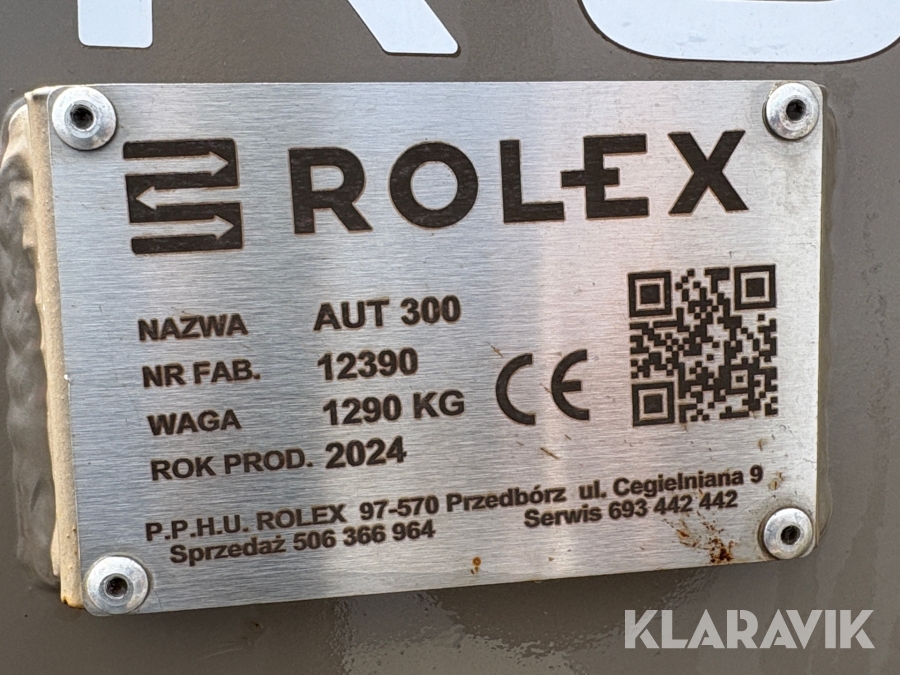 ROLEX
NAZWA AUT 300
NR FAB. 12390
WAGA 1290 KG
ROK PROD. 2024
CE
P.P.H.U. ROLEX 97-570 Przedbórz ul. Cegielniana 9
Sprzedaż 506 366 964 Serwis 693 442 442
KLARAVIK